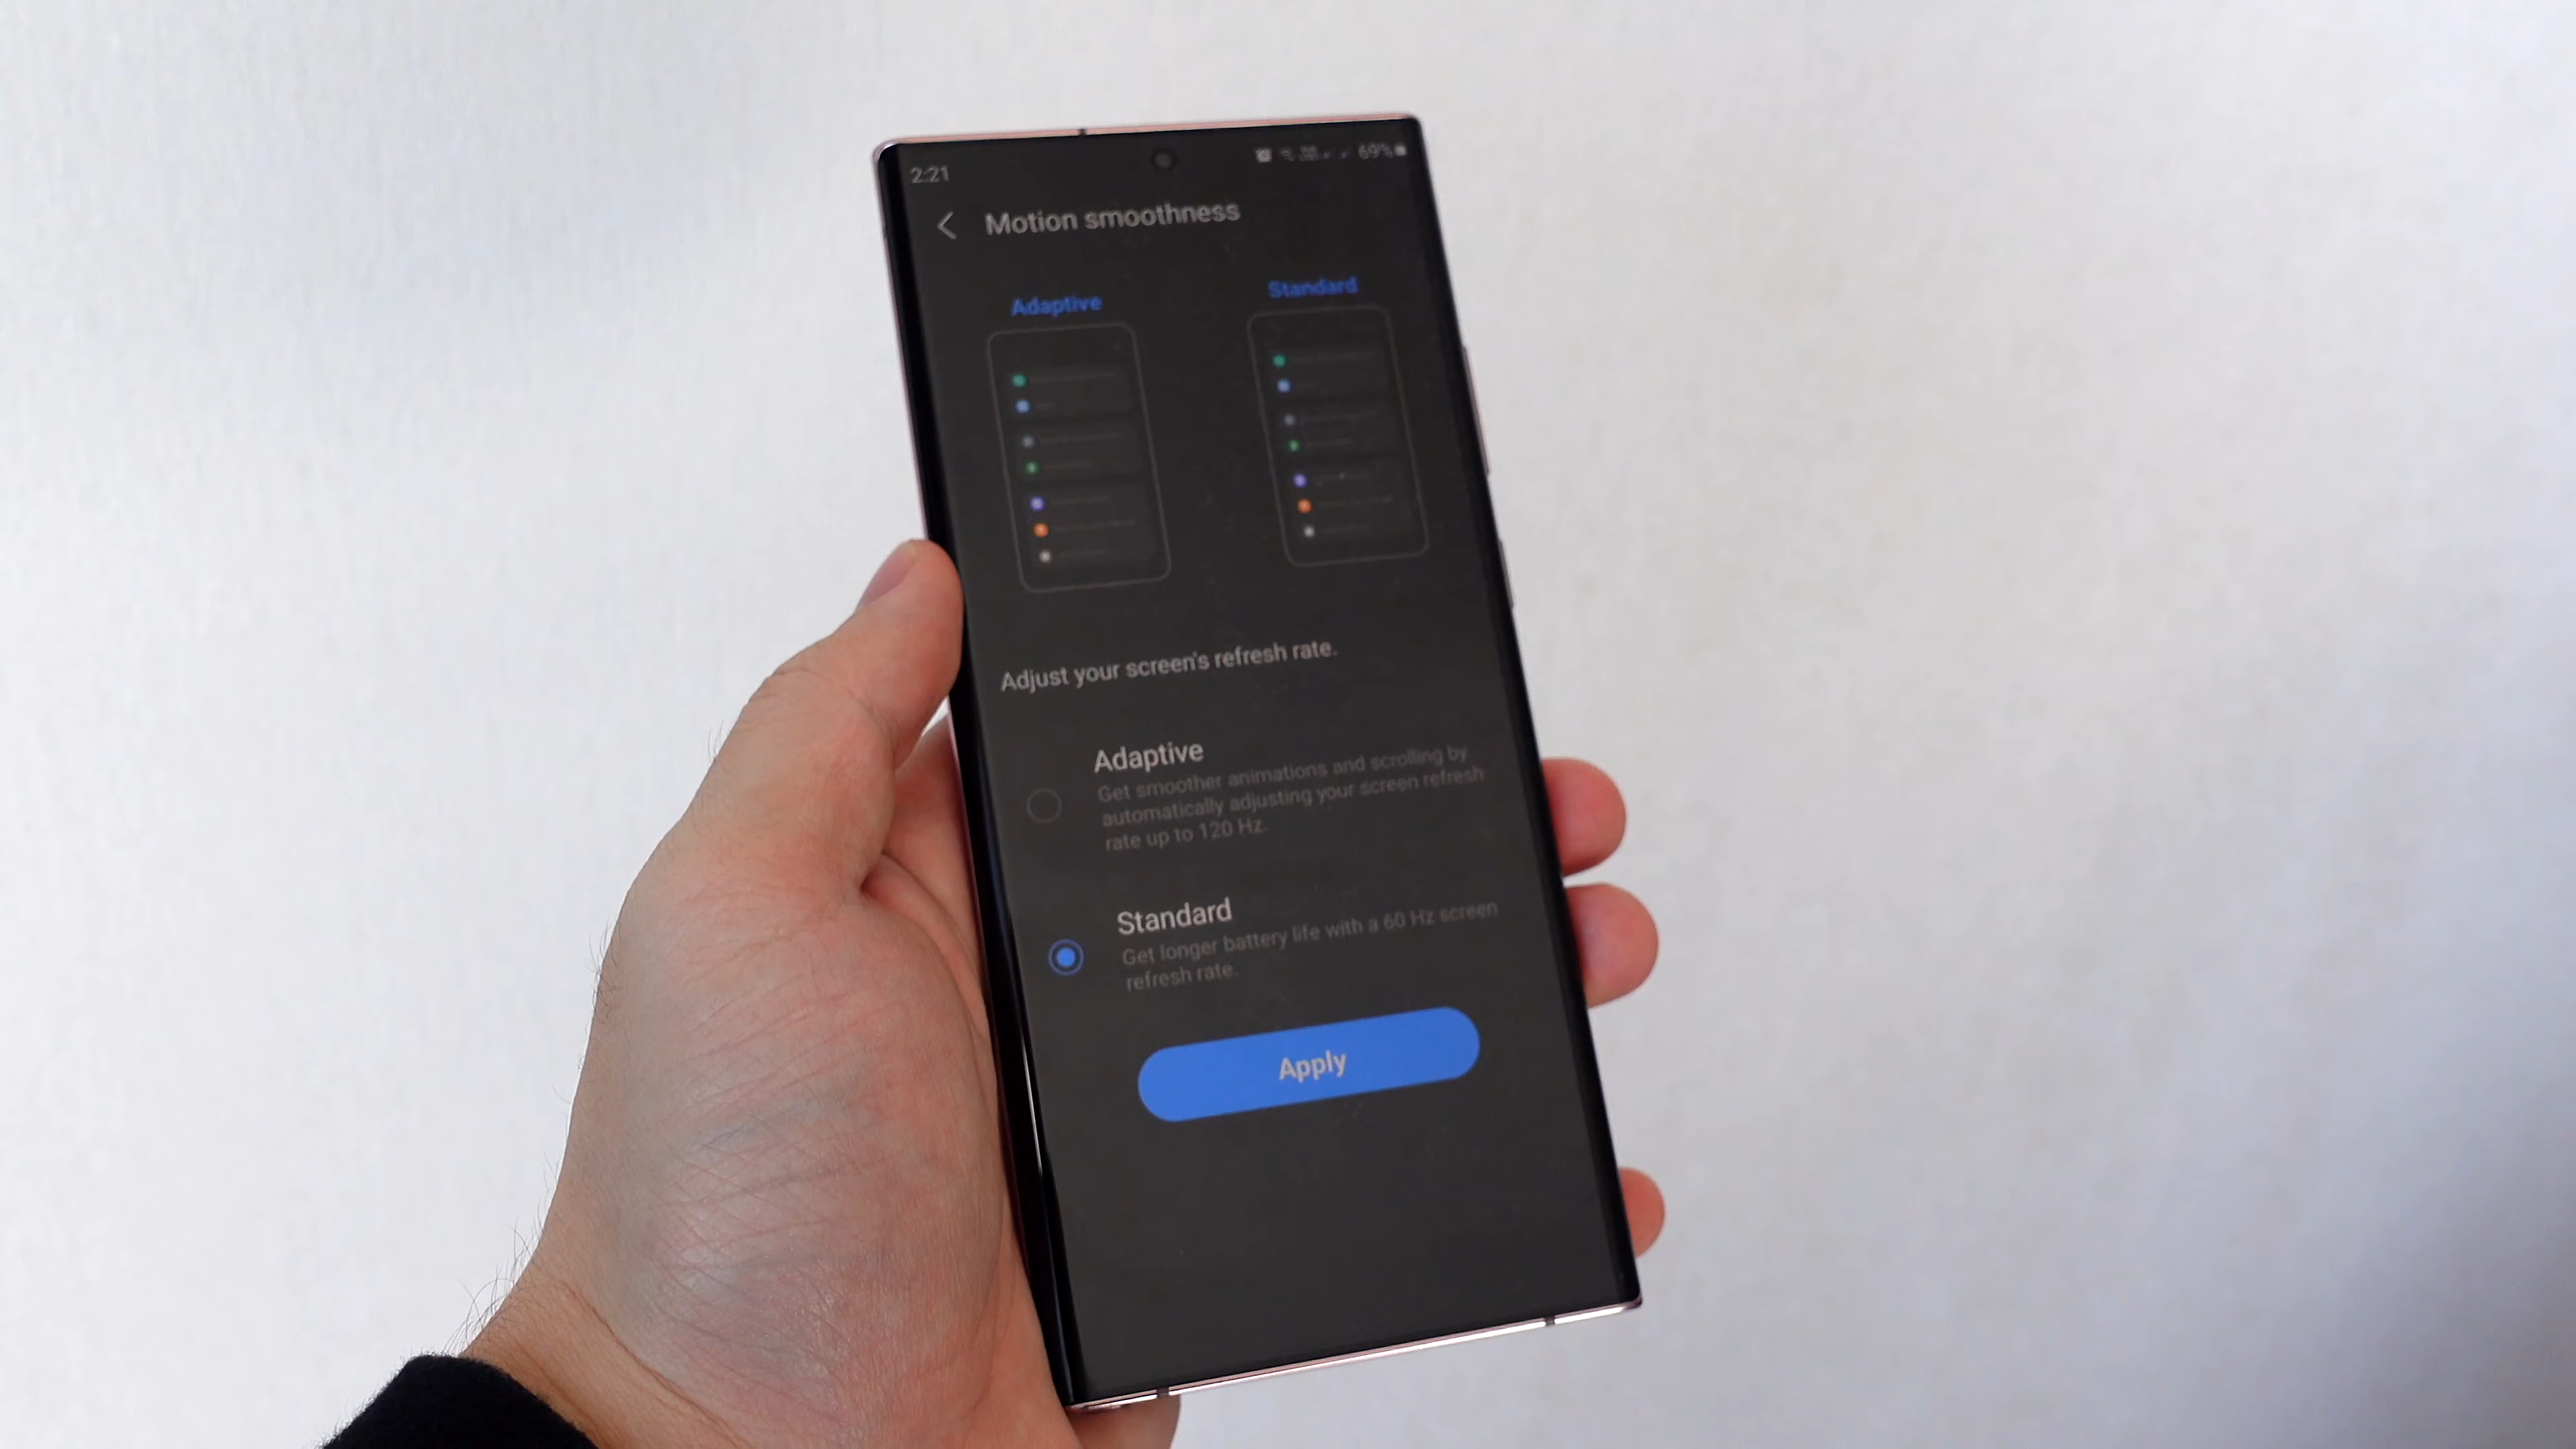 2:21
69%
Motion smoothness
Adaptive
Standard
Adjust your screen's refresh rate.
Adaptive
Get smoother animations and scrolling by
automatically adjusting your screen refresh
rate up to 120 Hz.
Standard
Get longer battery life with a 60 Hz screen
refresh rate.
Apply